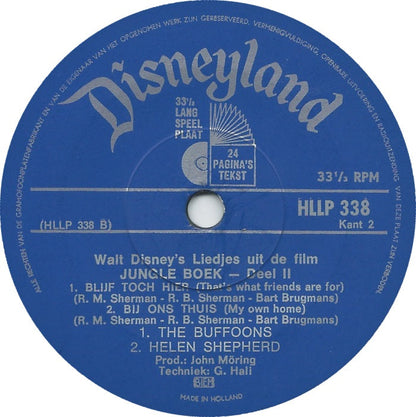 ALLE RECHTEN VAN DE GRAMOFOONPLATENFABRIKANT EN VAN DE EIGENAAR VAN HET OPGENOMEN WERK ZIJN GERESERVEERD. VERMENIGVULDIGING, OPENBARE UITVOERING EN RADIOUITZENDING VAN DEZE PLAAT ZIJN VERBODEN.
Disneyland
33⅓
LANG
SPEEL
PLAAT
24
PAGINA'S
TEKST
33⅓ RPM
HLLP 338
(HLLP 338 B)
Kant 2
Walt Disney's Liedjes uit de film
JUNGLE BOEK — Deel II
1. BLIJF TOCH HIER (That's what friends are for)
(R. M. Sherman - R. B. Sherman - Bart Brugmans)
2. BIJ ONS THUIS (My own home)
(R. M. Sherman - R. B. Sherman - Bart Brugmans)
1. THE BUFFOONS
2. HELEN SHEPHERD
Prod.: John Möring
Techniek: G. Hall
BIEM
MADE IN HOLLAND